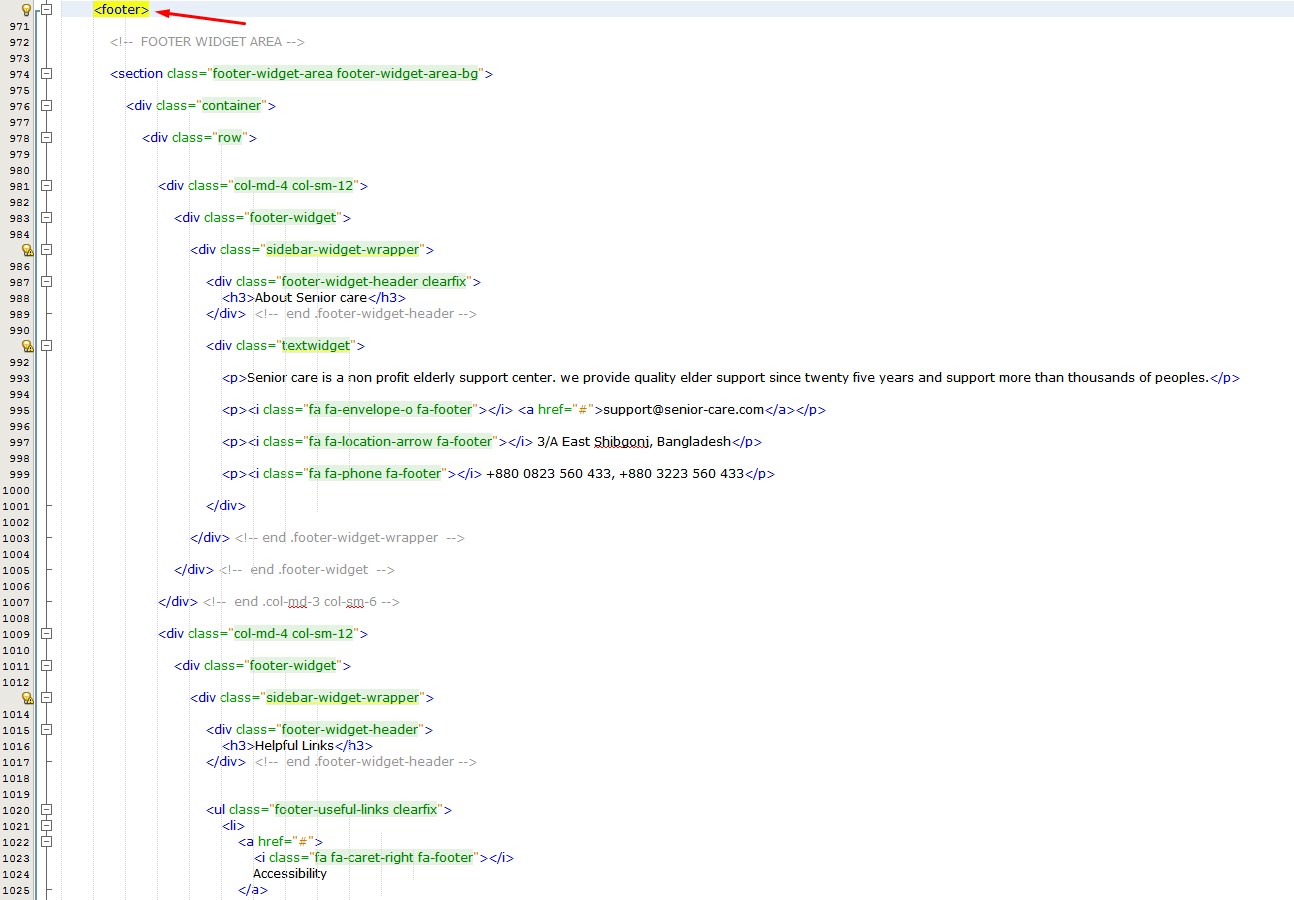 <footer>
971
972 <!-- FOOTER WIDGET AREA -->
973
974 <section class="footer-widget-area footer-widget-area-bg">
975
976 <div class="container">
977
978 <div class="row">
979
980
981 <div class="col-md-4 col-sm-12">
982
983 <div class="footer-widget">
984
<div class="sidebar-widget-wrapper">
986
987 <div class="footer-widget-header clearfix">
988 <h3>About Senior care</h3>
989 </div> <!-- end .footer-widget-header -->
990
<div class="textwidget">
992
993 <p>Senior care is a non profit elderly support center. we provide quality elder support since twenty five years and support more than thousands of peoples.</p>
994
995 <p><i class="fa fa-envelope-o fa-footer"></i> <a href="#">support@senior-care.com</a></p>
996
997 <p><i class="fa fa-location-arrow fa-footer"></i> 3/A East Shibgonj, Bangladesh</p>
998
999 <p><i class="fa fa-phone fa-footer"></i> +880 0823 560 433, +880 3223 560 433</p>
1000
1001 </div>
1002
1003 </div> <!-- end .footer-widget-wrapper -->
1004
1005 </div> <!-- end .footer-widget -->
1006
1007 </div> <!-- end .col-md-3 col-sm-6 -->
1008
1009 <div class="col-md-4 col-sm-12">
1010
1011 <div class="footer-widget">
1012
<div class="sidebar-widget-wrapper">
1014
1015 <div class="footer-widget-header">
1016 <h3>Helpful Links</h3>
1017 </div> <!-- end .footer-widget-header -->
1018
1019
1020 <ul class="footer-useful-links clearfix">
1021 <li>
1022 <a href="#">
1023 <i class="fa fa-caret-right fa-footer"></i>
1024 Accessibility
1025 </a>